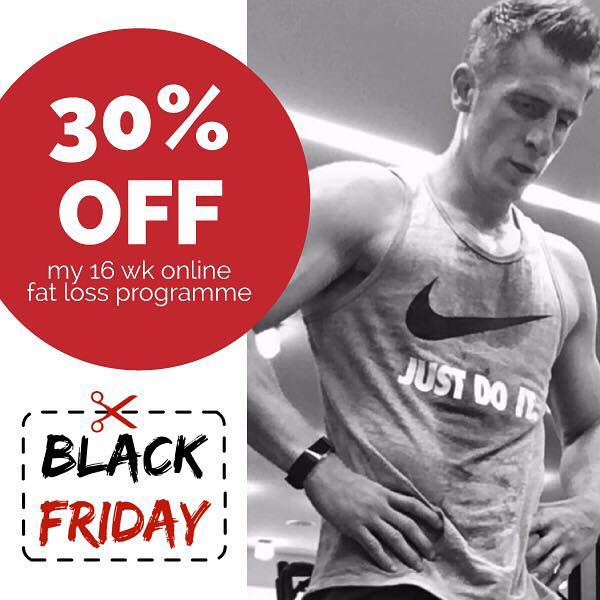 30%
OFF
my 16 wk online
fat loss programme
BLACK
FRIDAY
JUST DO IT.